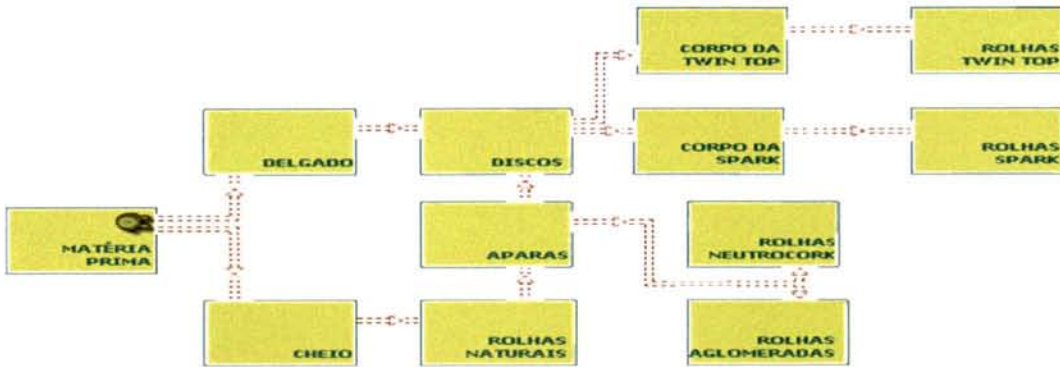 CORPO DA
TWIN TOP
ROLHAS
TWIN TOP
DELGADO
DISCOS
CORPO DA
SPARK
ROLHAS
SPARK
MATÉRIA
PRIMA
APARAS
ROLHAS
NEUTROCORK
CHEIO
ROLHAS
NATURAIS
ROLHAS
AGLOMERADAS